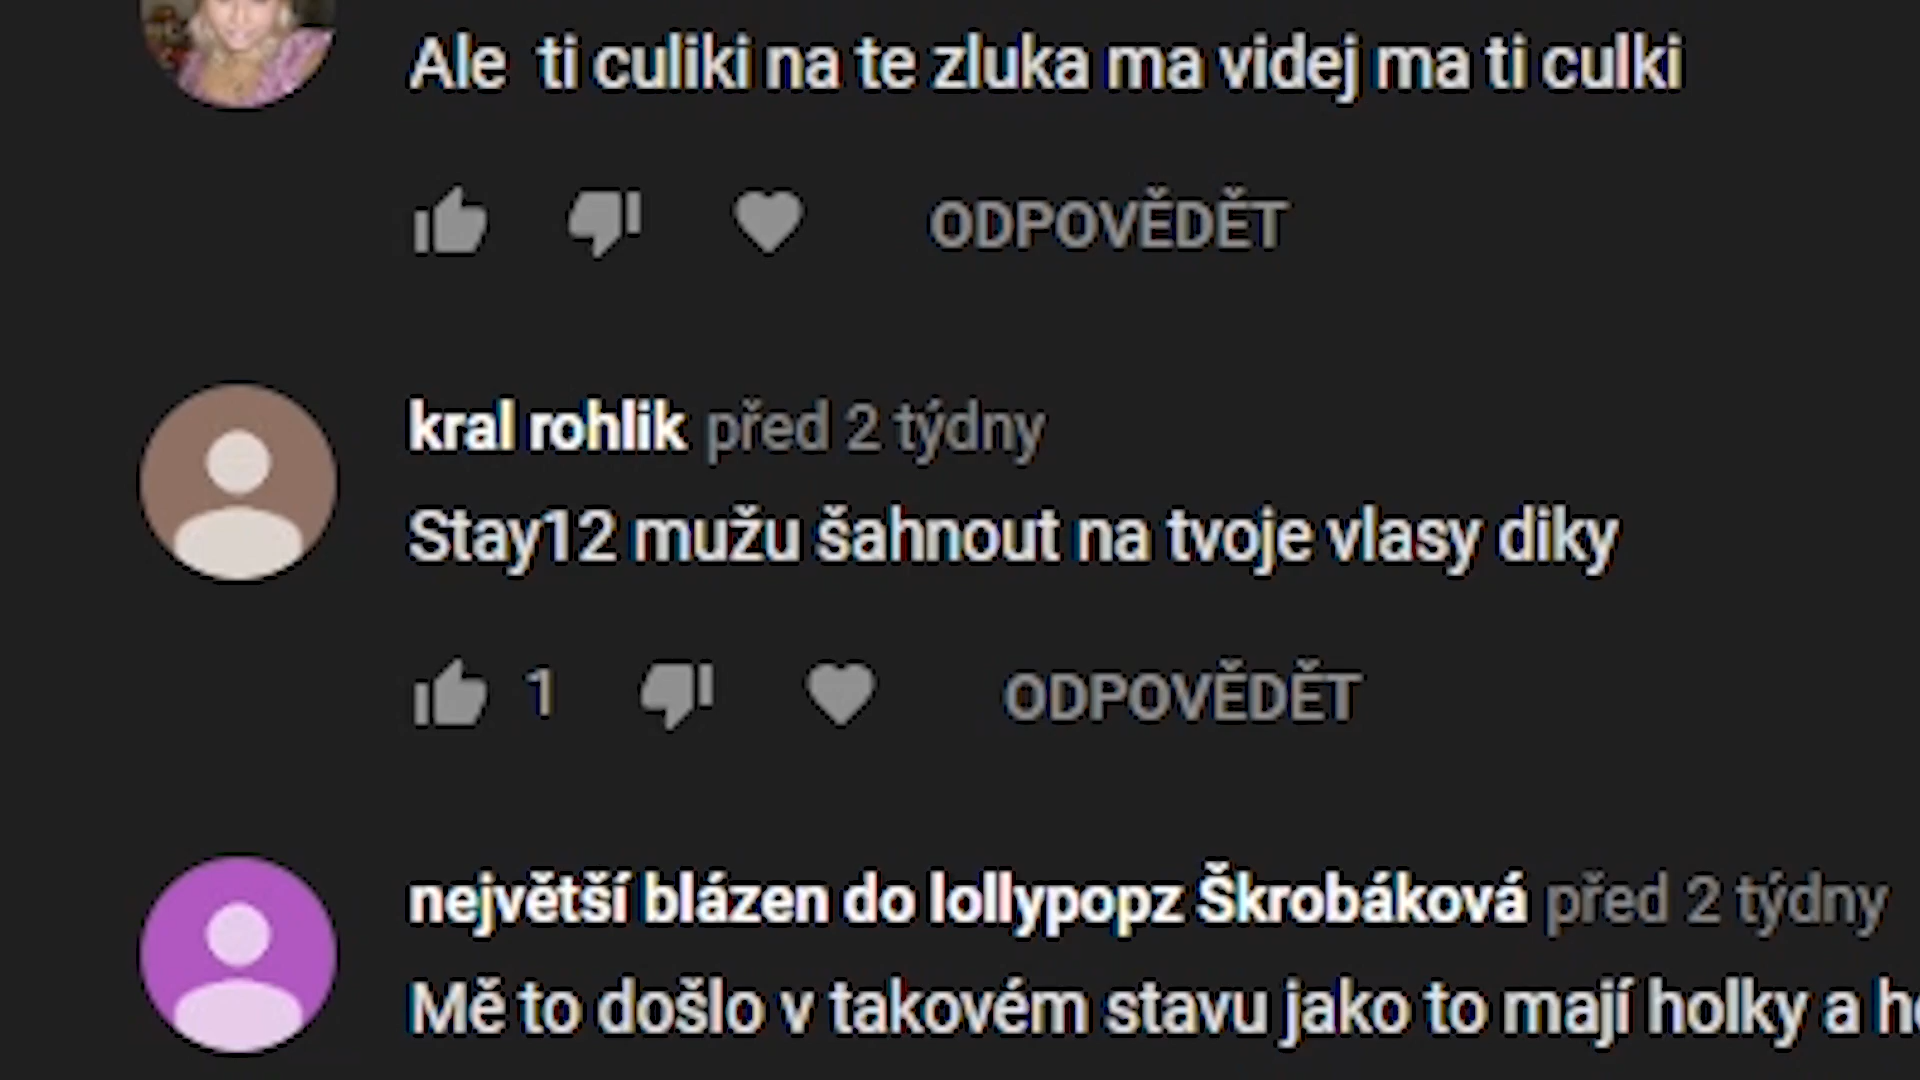 Ale ti culiki na te zluka ma videj ma ti culki
ODPOVĚDĚT
kral rohlik před 2 týdny
Stay12 mužu šahnout na tvoje vlasy diky
1 ODPOVĚDĚT
největší blázen do lollypopz Škrobáková před 2 týdny
Mě to došlo v takovém stavu jako to mají holky a